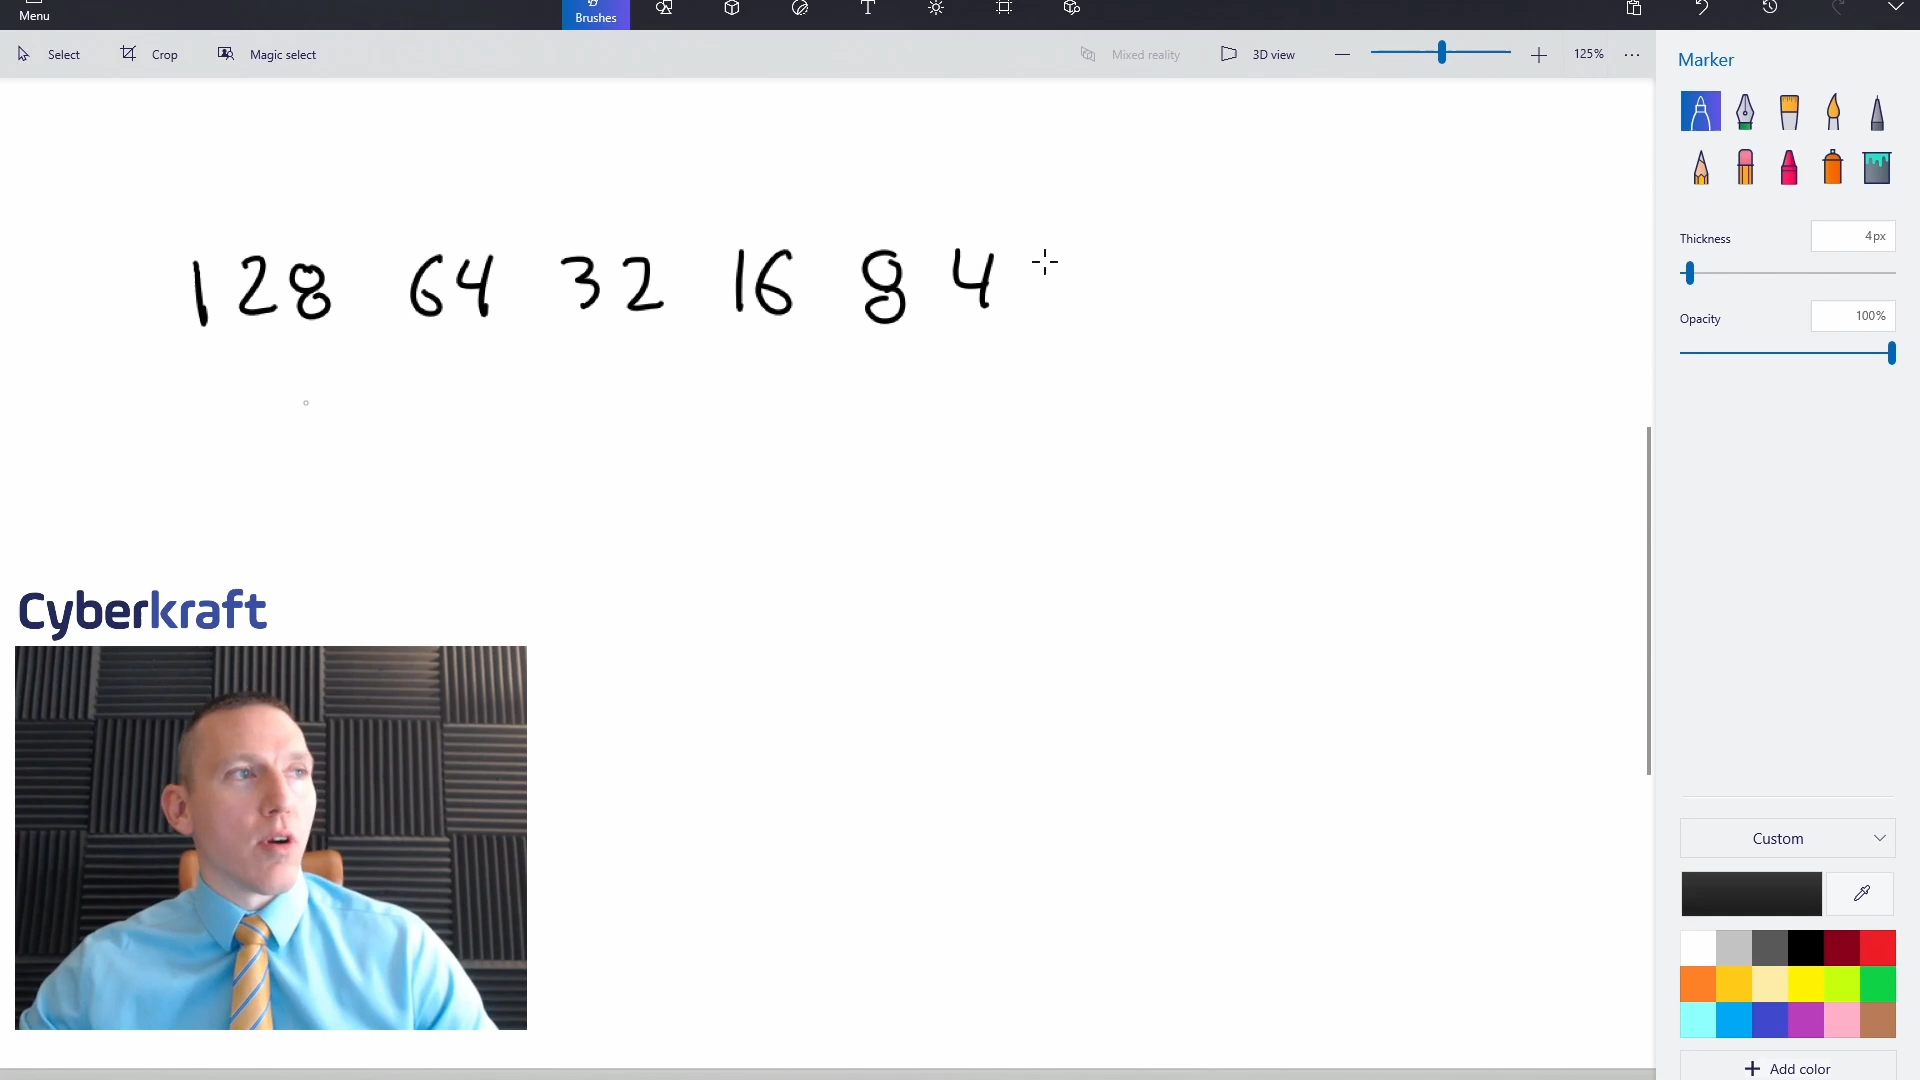 Menu
Brushes
Select Crop Magic select Mixed reality 3D view 125%
Marker
Thickness 4px
Opacity 100%
128 64 32 16 8 4
Cyberkraft
Custom
Add color